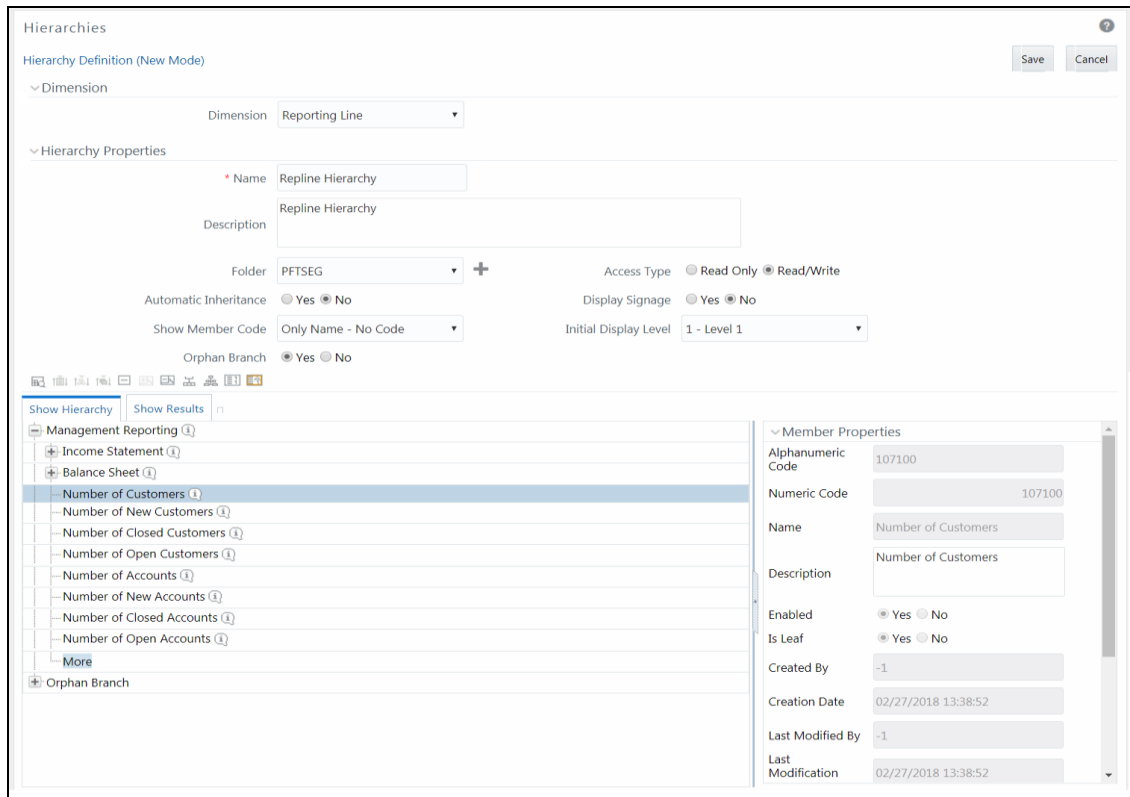 Hierarchies
?
Hierarchy Definition (New Mode)
Save Cancel
Dimension
Dimension Reporting Line
Hierarchy Properties
* Name Repline Hierarchy
Description Repline Hierarchy
Folder PFTSEG
Access Type Read Only Read/Write
Automatic Inheritance Yes No
Display Signage Yes No
Show Member Code Only Name - No Code
Initial Display Level 1 - Level 1
Orphan Branch Yes No
Show Hierarchy Show Results
Management Reporting
Income Statement
Balance Sheet
Number of Customers
Number of New Customers
Number of Closed Customers
Number of Open Customers
Number of Accounts
Number of New Accounts
Number of Closed Accounts
Number of Open Accounts
More
Orphan Branch
Member Properties
Alphanumeric
Code 107100
Numeric Code 107100
Name Number of Customers
Description Number of Customers
Enabled Yes No
Is Leaf Yes No
Created By -1
Creation Date 02/27/2018 13:38:52
Last Modified By -1
Last
Modification 02/27/2018 13:38:52